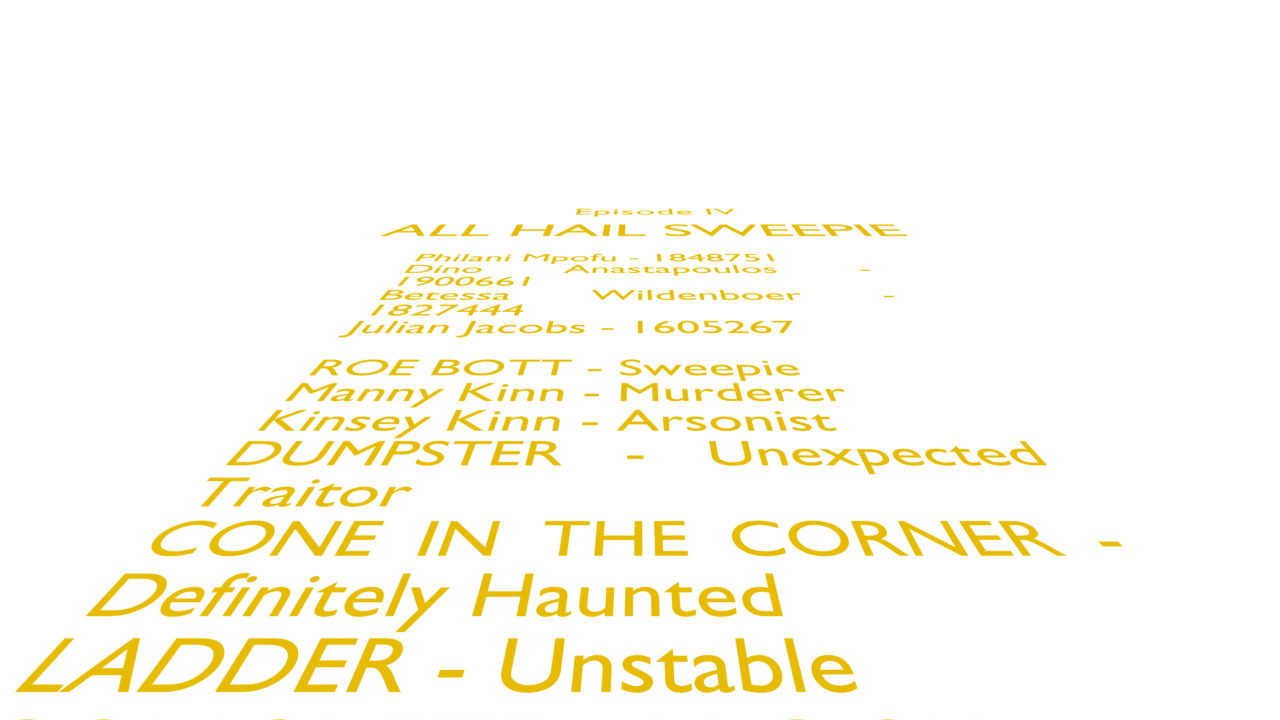 Episode IV
ALL HAIL SWEEPIE
Philani Mpofu - 1848751
Dino Anastapoulos -
1900661
Betessa Wildenboer -
1827444
Julian Jacobs - 1605267
ROE BOTT - Sweepie
Manny Kinn - Murderer
Kinsey Kinn - Arsonist
DUMPSTER - Unexpected
Traitor
CONE IN THE CORNER -
Definitely Haunted
LADDER - Unstable